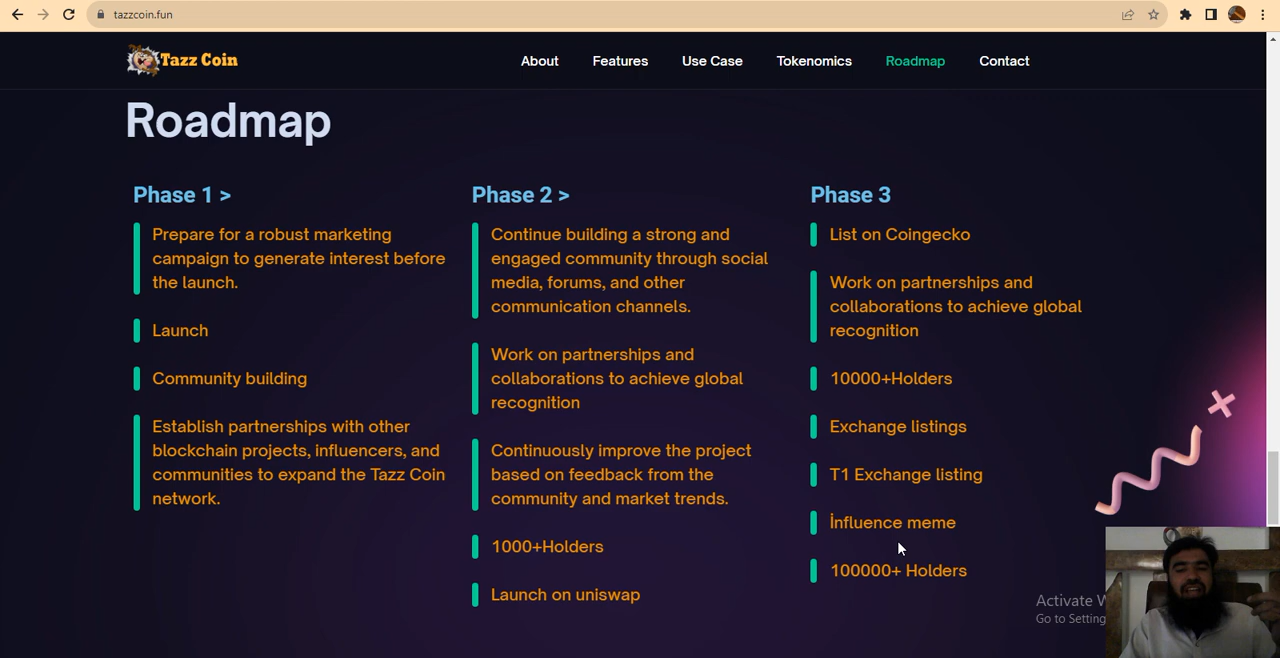 tazzcoin.fun
Tazz Coin
About
Features
Use Case
Tokenomics
Roadmap
Contact
Roadmap
Phase 1 >
Prepare for a robust marketing
campaign to generate interest before
the launch.
Launch
Community building
Establish partnerships with other
blockchain projects, influencers, and
communities to expand the Tazz Coin
network.
Phase 2 >
Continue building a strong and
engaged community through social
media, forums, and other
communication channels.
Work on partnerships and
collaborations to achieve global
recognition
Continuously improve the project
based on feedback from the
community and market trends.
1000+Holders
Launch on uniswap
Phase 3
List on Coingecko
Work on partnerships and
collaborations to achieve global
recognition
10000+Holders
Exchange listings
T1 Exchange listing
İnfluence meme
100000+ Holders
Activate W
Go to Setting